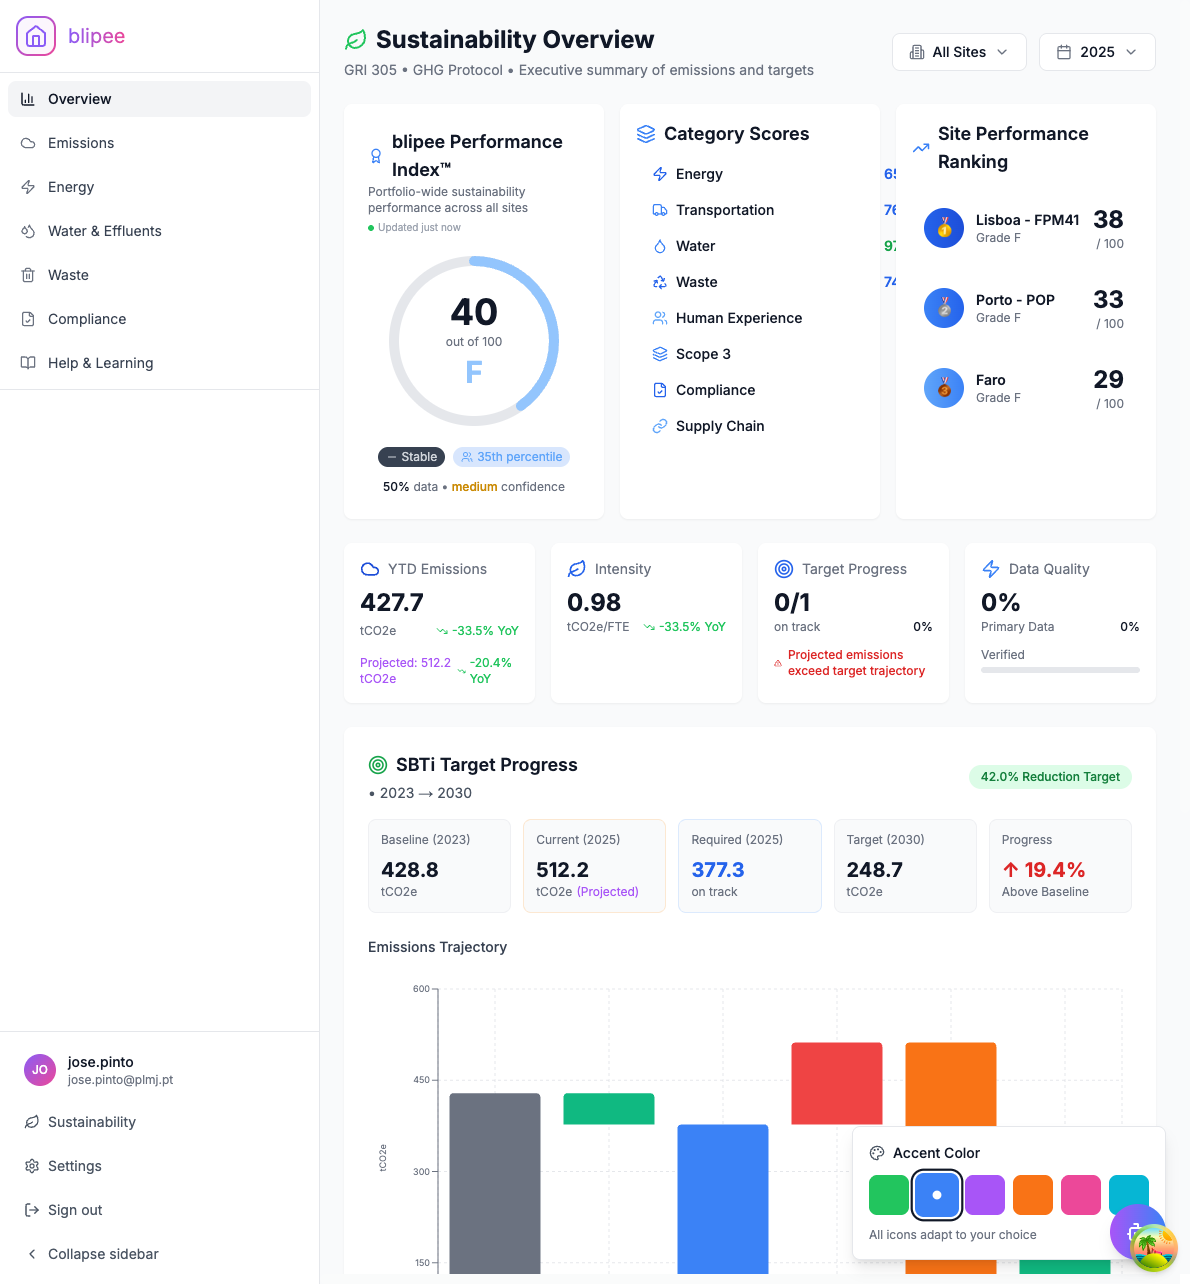 blipee
Overview
Emissions
Energy
Water & Effluents
Waste
Compliance
Help & Learning
JO
jose.pinto
jose.pinto@plmj.pt
Sustainability
Settings
Sign out
Collapse sidebar
Sustainability Overview
GRI 305 • GHG Protocol • Executive summary of emissions and targets
All Sites
2025
blipee Performance
Index™
Portfolio-wide sustainability
performance across all sites
Updated just now
40
out of 100
F
Stable
35th percentile
50% data • medium confidence
Category Scores
Energy
Transportation 76
Water 97
Waste 74
Human Experience
Scope 3
Compliance
Supply Chain
Site Performance
Ranking
Lisboa - FPM41 38
Grade F / 100
Porto - POP 33
Grade F / 100
Faro 29
Grade F / 100
YTD Emissions
427.7
tCO2e -33.5% YoY
Projected: 512.2 -20.4%
tCO2e YoY
Intensity
0.98
tCO2e/FTE -33.5% YoY
Target Progress
0/1
on track 0%
Projected emissions
exceed target trajectory
Data Quality
0%
Primary Data 0%
Verified
SBTi Target Progress
• 2023 → 2030
42.0% Reduction Target
Baseline (2023)
428.8
tCO2e
Current (2025)
512.2
tCO2e (Projected)
Required (2025)
377.3
on track
Target (2030)
248.7
tCO2e
Progress
↑ 19.4%
Above Baseline
Emissions Trajectory
600
450
300
150
tCO2e
Accent Color
All icons adapt to your choice